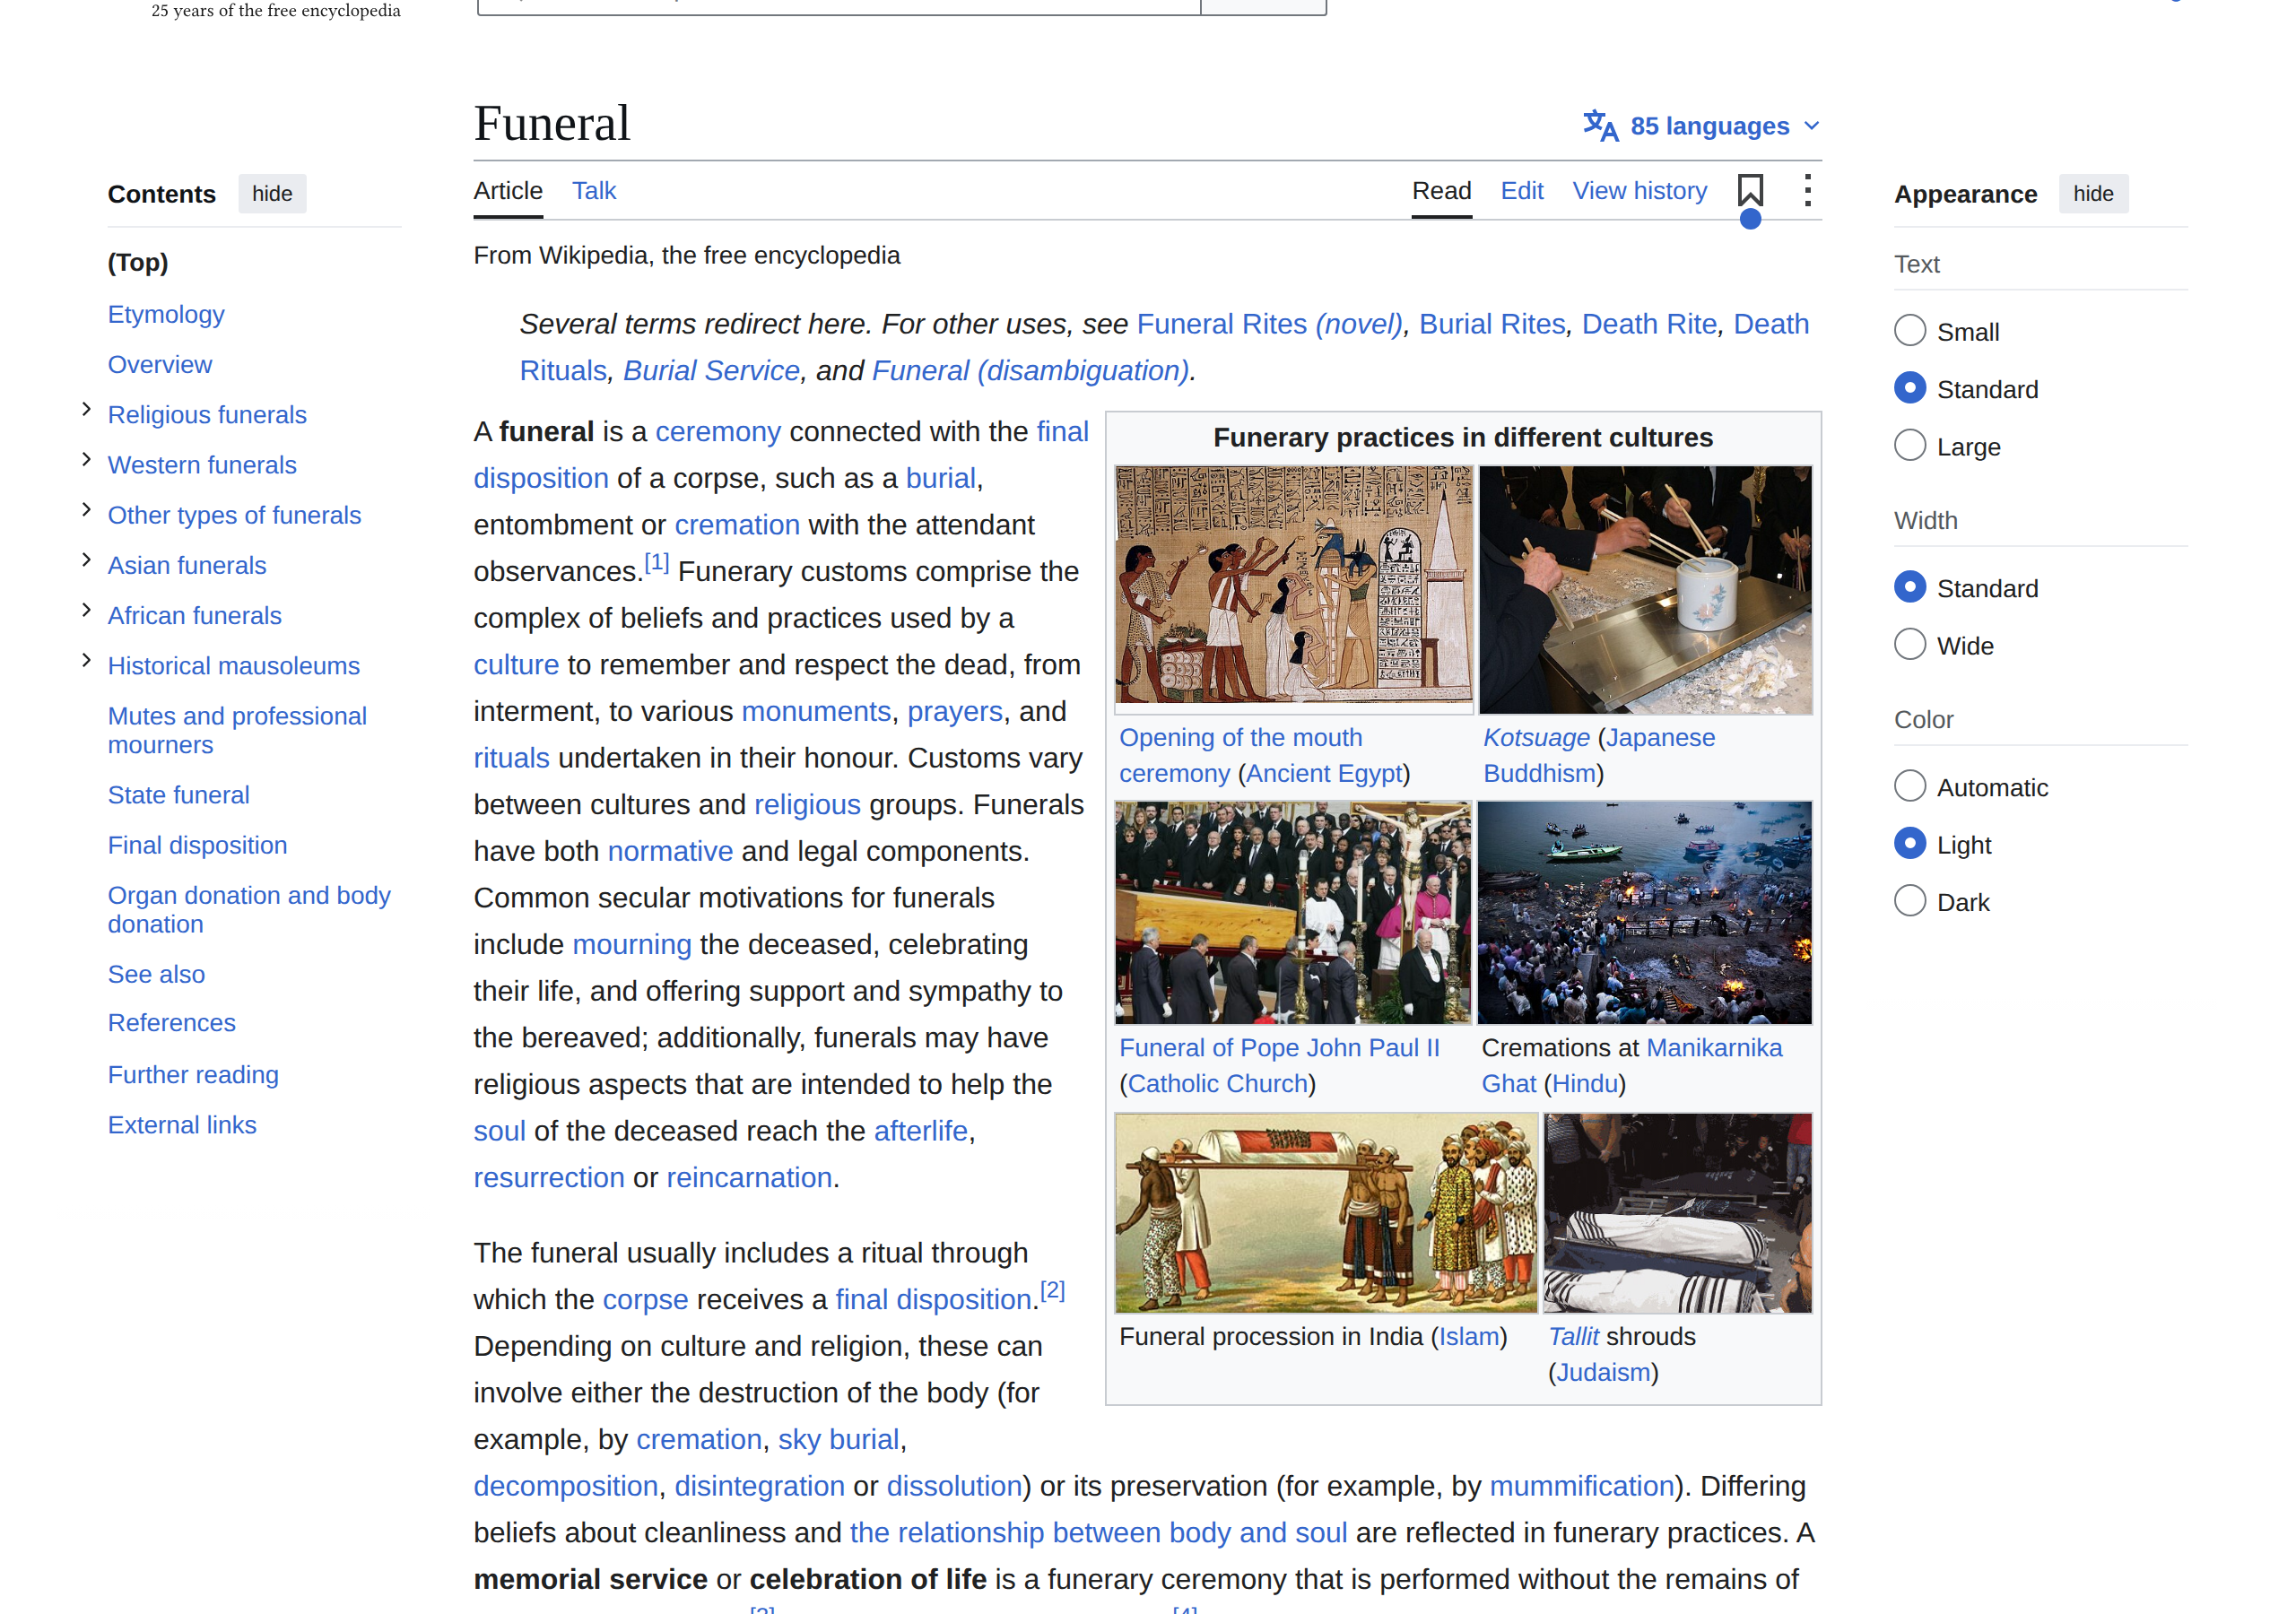 25 years of the free encyclopedia
Funeral
85 languages
Contents
hide
(Top)
Etymology
Overview
Religious funerals
Western funerals
Other types of funerals
Asian funerals
African funerals
Historical mausoleums
Mutes and professional
mourners
State funeral
Final disposition
Organ donation and body
donation
See also
References
Further reading
External links
Article Talk
Read Edit View history
From Wikipedia, the free encyclopedia
Several terms redirect here. For other uses, see Funeral Rites (novel), Burial Rites, Death Rite, Death
Rituals, Burial Service, and Funeral (disambiguation).
A funeral is a ceremony connected with the final
disposition of a corpse, such as a burial,
entombment or cremation with the attendant
observances.[1] Funerary customs comprise the
complex of beliefs and practices used by a
culture to remember and respect the dead, from
interment, to various monuments, prayers, and
rituals undertaken in their honour. Customs vary
between cultures and religious groups. Funerals
have both normative and legal components.
Common secular motivations for funerals
include mourning the deceased, celebrating
their life, and offering support and sympathy to
the bereaved; additionally, funerals may have
religious aspects that are intended to help the
soul of the deceased reach the afterlife,
resurrection or reincarnation.
Funerary practices in different cultures
Opening of the mouth
ceremony (Ancient Egypt)
Kotsuage (Japanese
Buddhism)
Funeral of Pope John Paul II
(Catholic Church)
Cremations at Manikarnika
Ghat (Hindu)
Funeral procession in India (Islam)
Tallit shrouds
(Judaism)
The funeral usually includes a ritual through
which the corpse receives a final disposition.[2]
Depending on culture and religion, these can
involve either the destruction of the body (for
example, by cremation, sky burial,
decomposition, disintegration or dissolution) or its preservation (for example, by mummification). Differing
beliefs about cleanliness and the relationship between body and soul are reflected in funerary practices. A
memorial service or celebration of life is a funerary ceremony that is performed without the remains of
Appearance
hide
Text
Small
Standard
Large
Width
Standard
Wide
Color
Automatic
Light
Dark